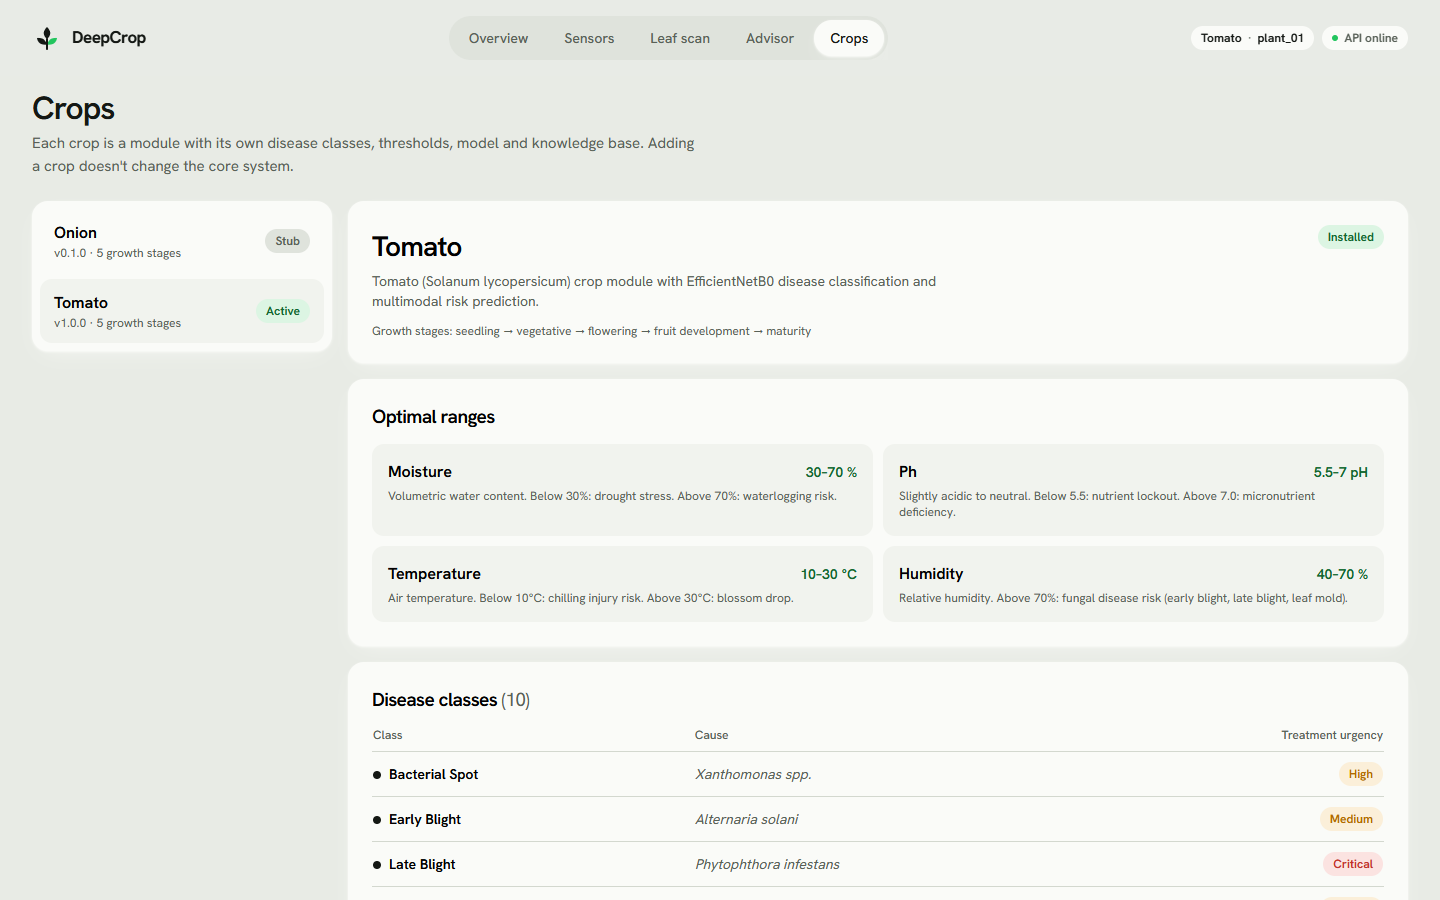 DeepCrop
Overview
Sensors
Leaf scan
Advisor
Crops
Tomato · plant_01
API online
Crops
Each crop is a module with its own disease classes, thresholds, model and knowledge base. Adding
a crop doesn't change the core system.
Onion
v0.1.0 · 5 growth stages
Stub
Tomato
v1.0.0 · 5 growth stages
Active
Tomato
Installed
Tomato (Solanum lycopersicum) crop module with EfficientNetB0 disease classification and
multimodal risk prediction.
Growth stages: seedling → vegetative → flowering → fruit development → maturity
Optimal ranges
Moisture
30–70 %
Volumetric water content. Below 30%: drought stress. Above 70%: waterlogging risk.
Ph
5.5–7 pH
Slightly acidic to neutral. Below 5.5: nutrient lockout. Above 7.0: micronutrient
deficiency.
Temperature
10–30 °C
Air temperature. Below 10°C: chilling injury risk. Above 30°C: blossom drop.
Humidity
40–70 %
Relative humidity. Above 70%: fungal disease risk (early blight, late blight, leaf mold).
Disease classes (10)
Class
Cause
Treatment urgency
Bacterial Spot
Xanthomonas spp.
High
Early Blight
Alternaria solani
Medium
Late Blight
Phytophthora infestans
Critical